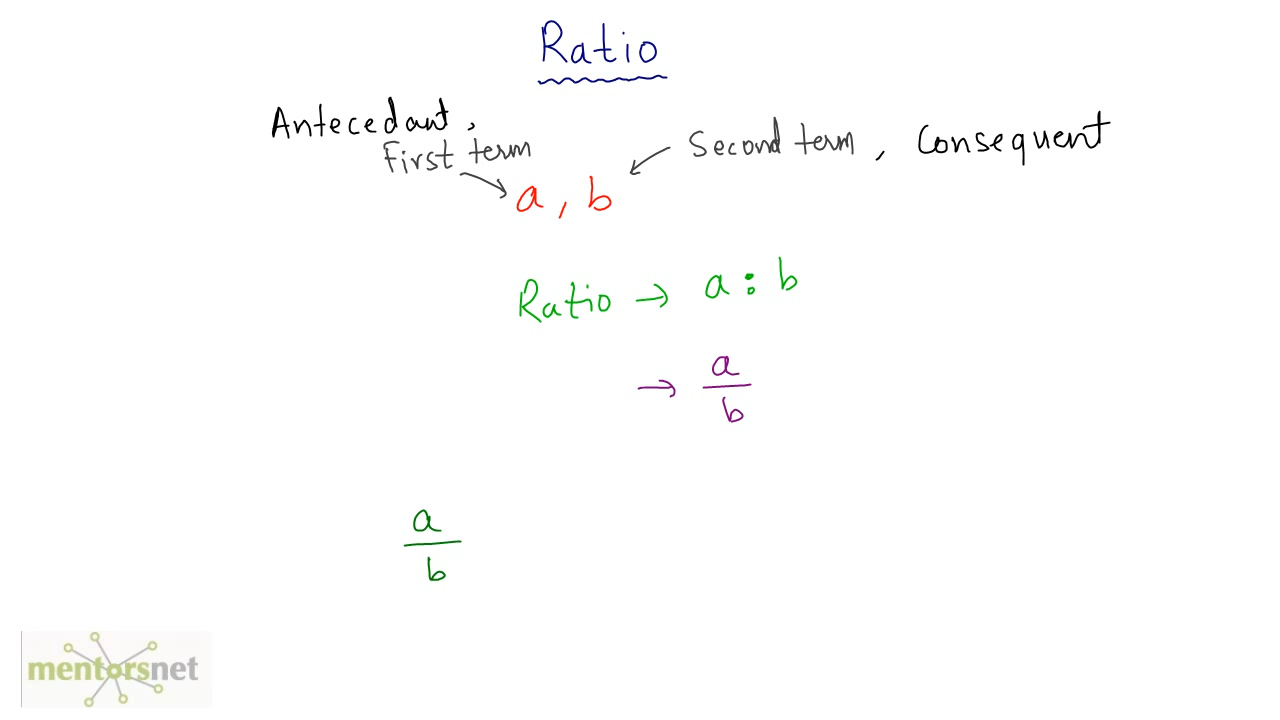 Ratio
Antecedant,
First term
Second term, Consequent
a, b
Ratio → a : b
→ a
b
a
b
mentorsnet